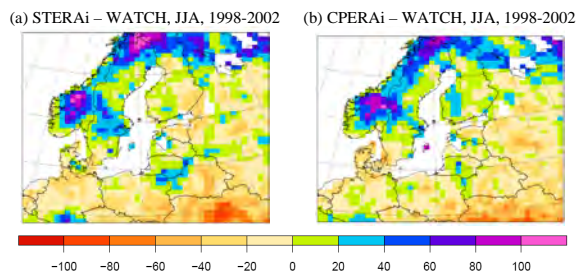 (a) STERAi – WATCH, JJA, 1998-2002 (b) CPERAi – WATCH, JJA, 1998-2002
−100 −80 −60 −40 −20 0 20 40 60 80 100